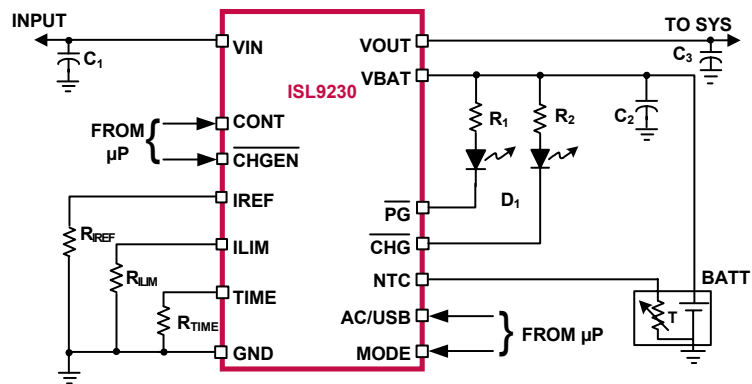 INPUT
TO SYS
VIN
VOUT
C1
C3
VBAT
ISL9230
R1
R2
C2
FROM
µP
CONT
CHGEN
D1
IREF
PG
RIREF
ILIM
CHG
RILIM
NTC
BATT
TIME
RTIME
AC/USB
T
FROM µP
GND
MODE